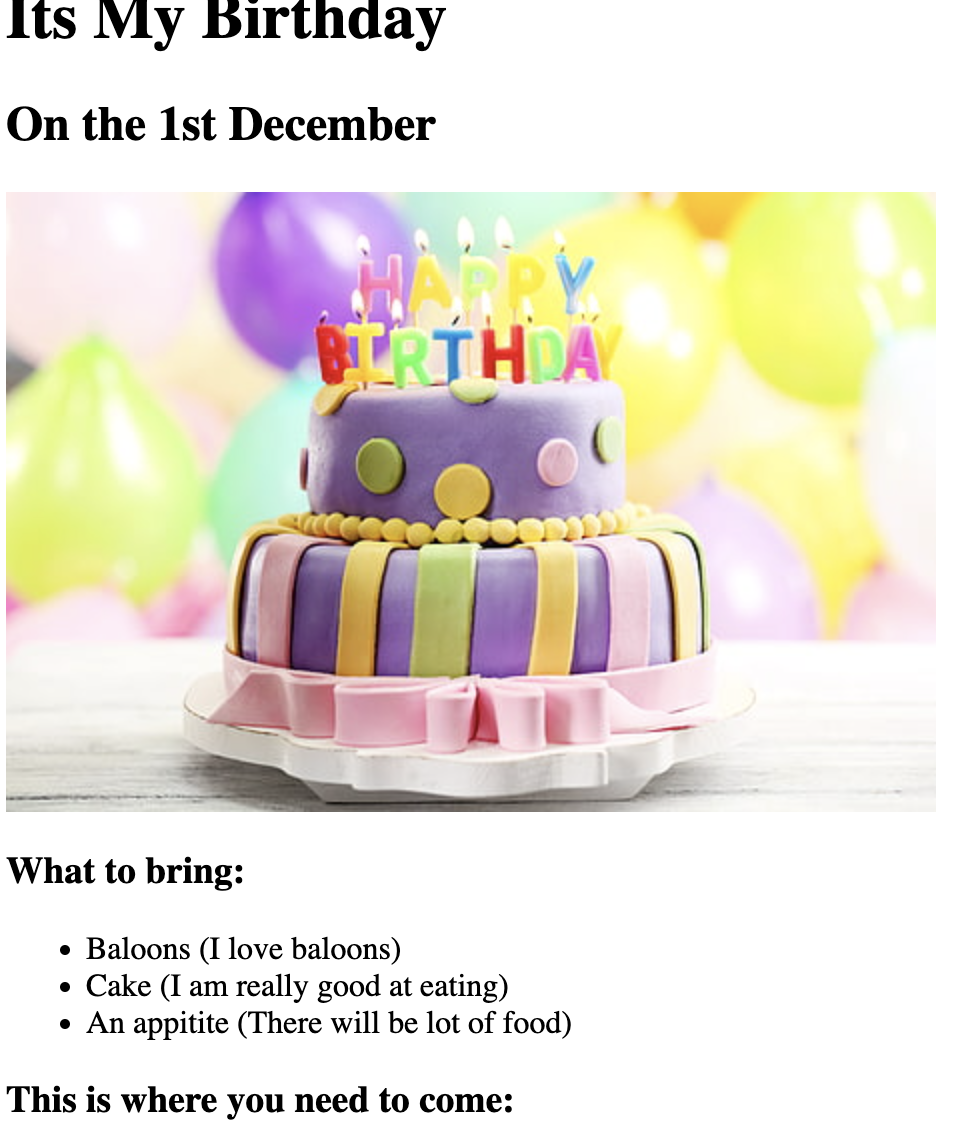 Its My Birthday
On the 1st December
HAPPY
BIRTHDAY
What to bring:
Baloons (I love baloons)
Cake (I am really good at eating)
An appitite (There will be lot of food)
This is where you need to come: